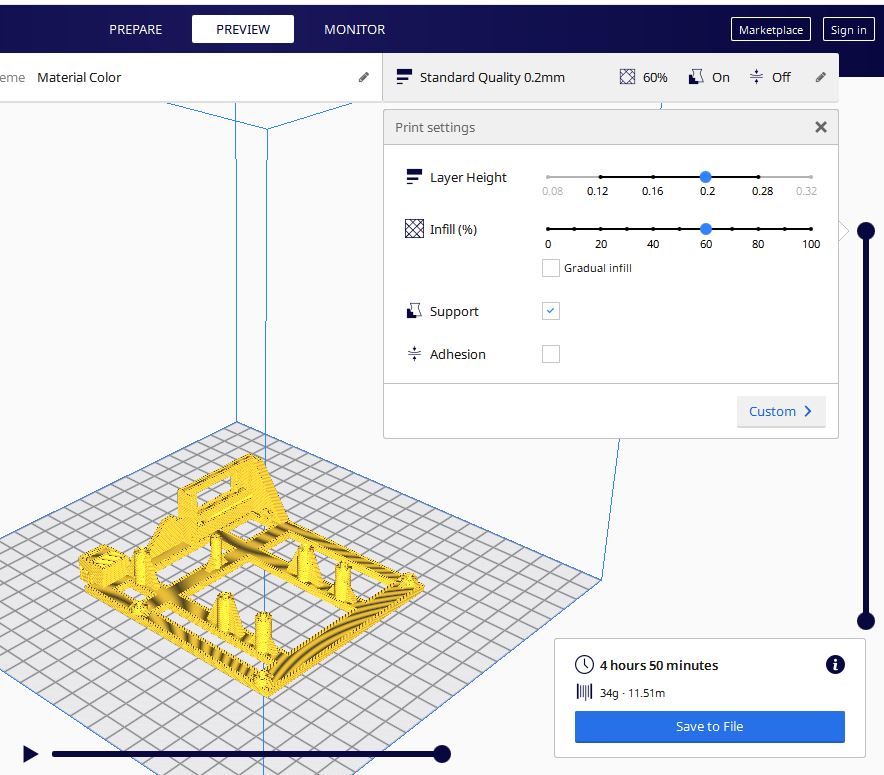 PREPARE PREVIEW MONITOR Marketplace Sign in
eme Material Color Standard Quality 0.2mm 60% On Off
Print settings
Layer Height
0.08 0.12 0.16 0.2 0.28 0.32
Infill (%)
0 20 40 60 80 100
Gradual infill
Support
Adhesion
Custom
4 hours 50 minutes
34g · 11.51m
Save to File